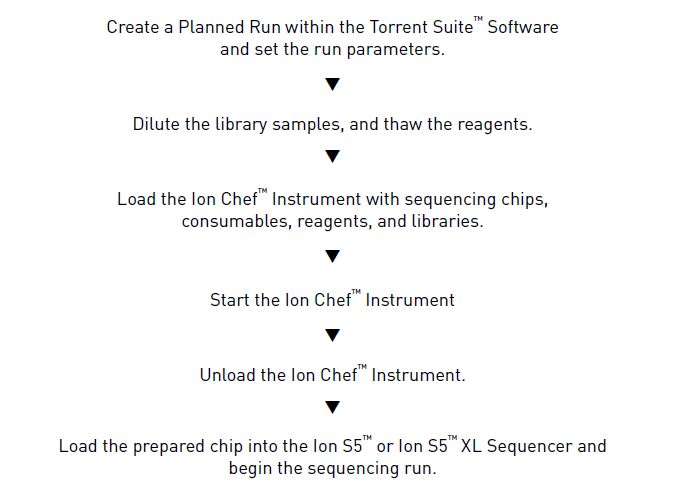 Create a Planned Run within the Torrent Suite™ Software
and set the run parameters.
Dilute the library samples, and thaw the reagents.
Load the Ion Chef™ Instrument with sequencing chips,
consumables, reagents, and libraries.
Start the Ion Chef™ Instrument
Unload the Ion Chef™ Instrument.
Load the prepared chip into the Ion S5™ or Ion S5™ XL Sequencer and
begin the sequencing run.